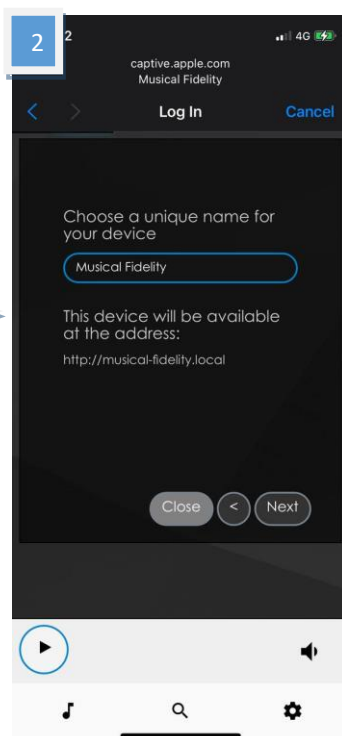 2
2
4G
captive.apple.com
Musical Fidelity
< > Log In Cancel
Choose a unique name for
your device
Musical Fidelity
This device will be available
at the address:
http://musical-fidelity.local
Close < Next